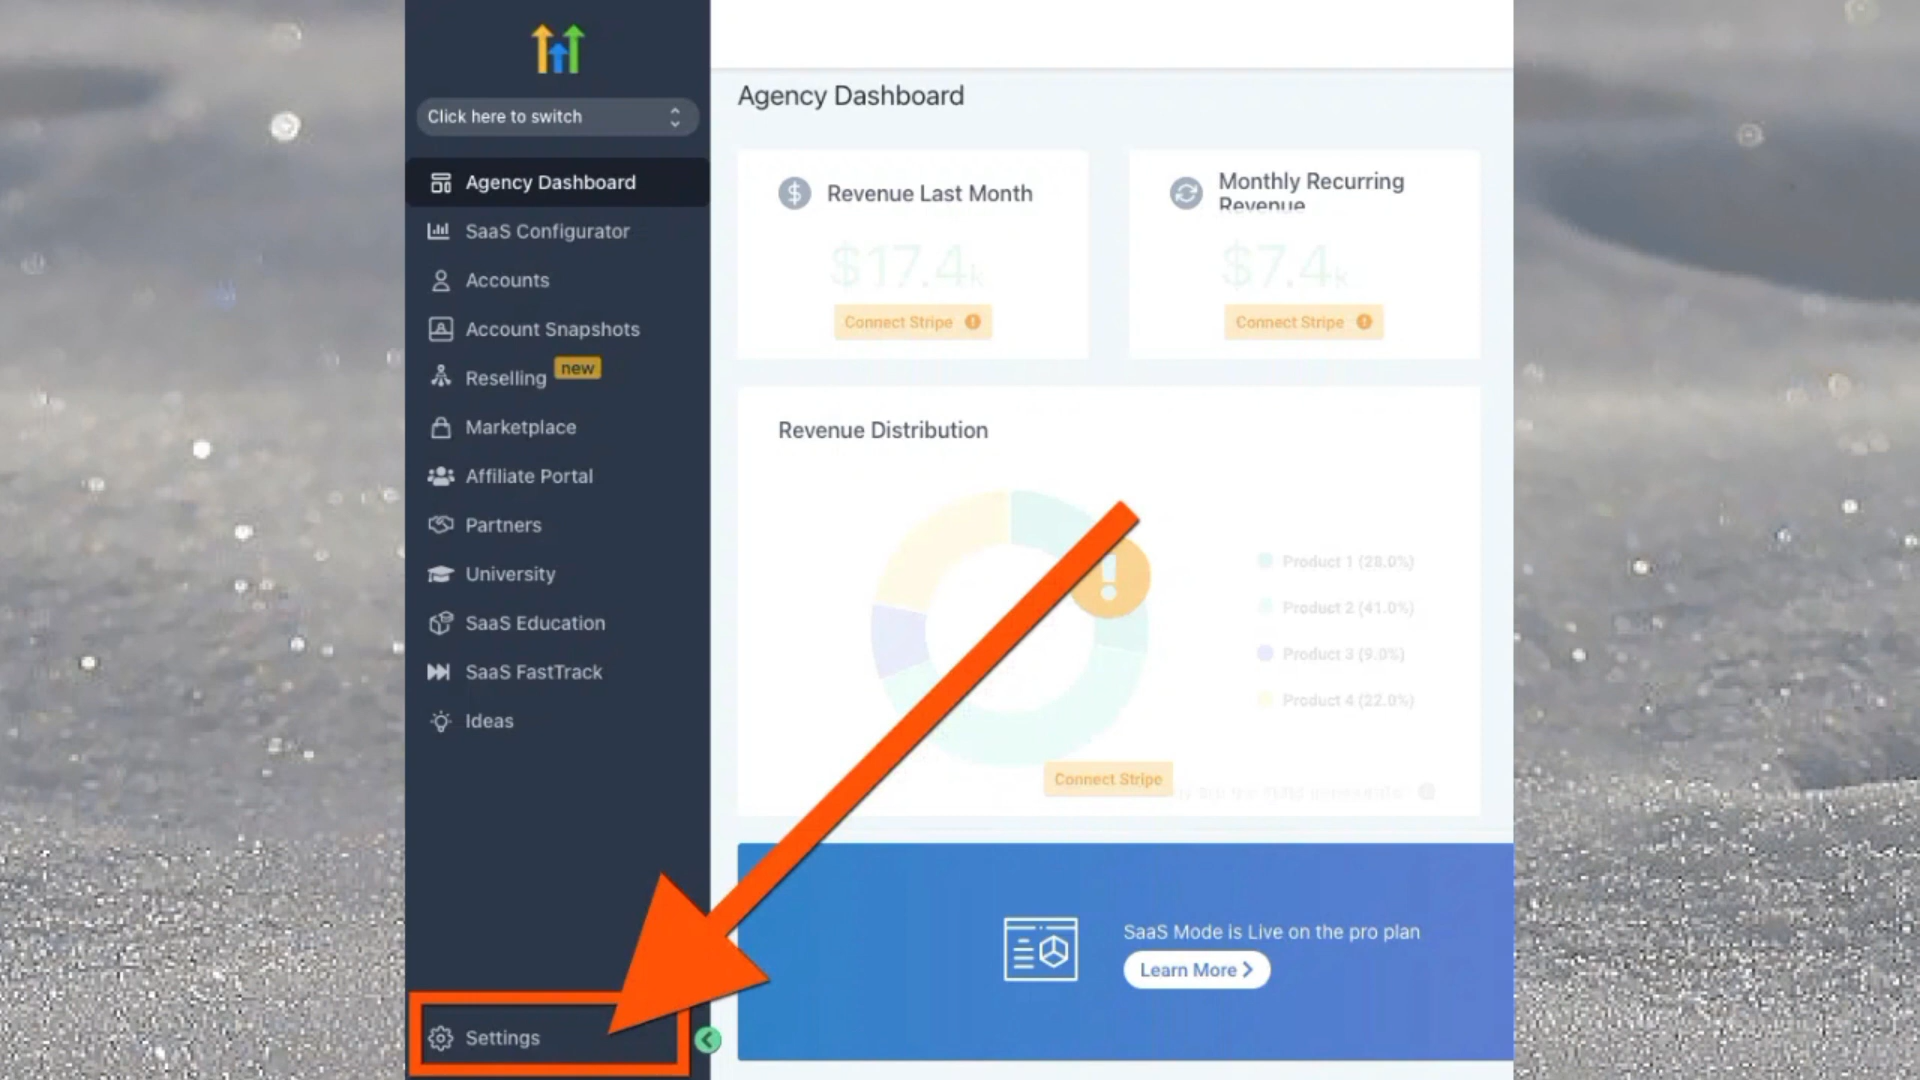 Click here to switch
Agency Dashboard
SaaS Configurator
Accounts
Account Snapshots
Reselling new
Marketplace
Affiliate Portal
Partners
University
SaaS Education
SaaS FastTrack
Ideas
Settings
Agency Dashboard
Revenue Last Month
$17.4k
Connect Stripe
Monthly Recurring
Revenue
$7.4k
Connect Stripe
Revenue Distribution
Product 1 (28.0%)
Product 2 (41.0%)
Product 3 (9.0%)
Product 4 (22.0%)
Connect Stripe
SaaS Mode is Live on the pro plan
Learn More